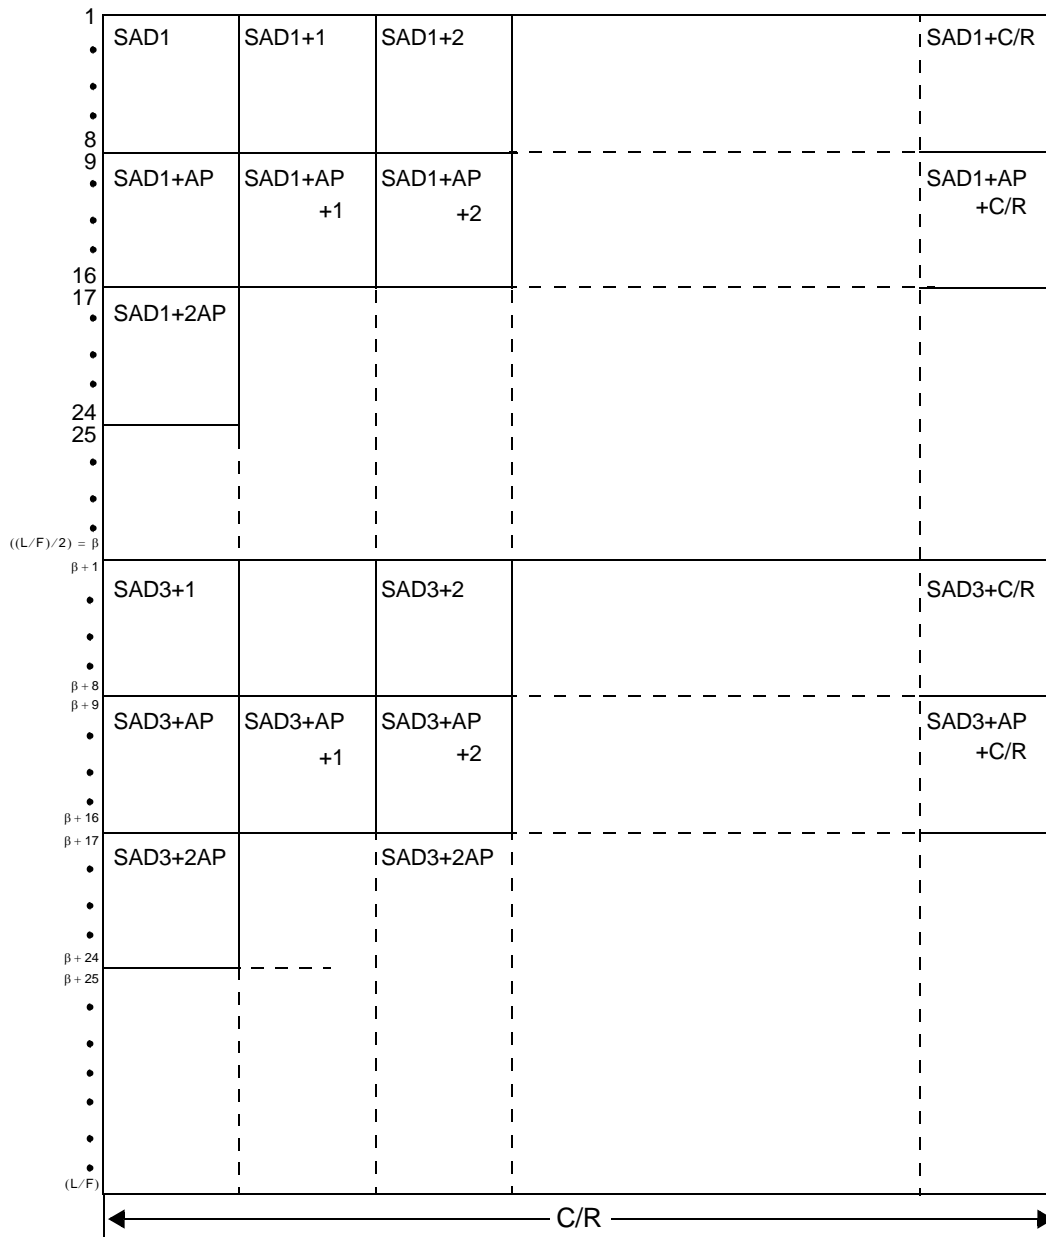 1
SAD1 SAD1+1 SAD1+2 SAD1+C/R
8
9
SAD1+AP SAD1+AP SAD1+AP SAD1+AP
+1 +2 +C/R
16
17
SAD1+2AP
24
25
((L/F)/2) = β
β + 1
SAD3+1 SAD3+2 SAD3+C/R
β + 8
β + 9
SAD3+AP SAD3+AP SAD3+AP SAD3+AP
+1 +2 +C/R
β + 16
β + 17
SAD3+2AP SAD3+2AP
β + 24
β + 25
(L/F)
C/R